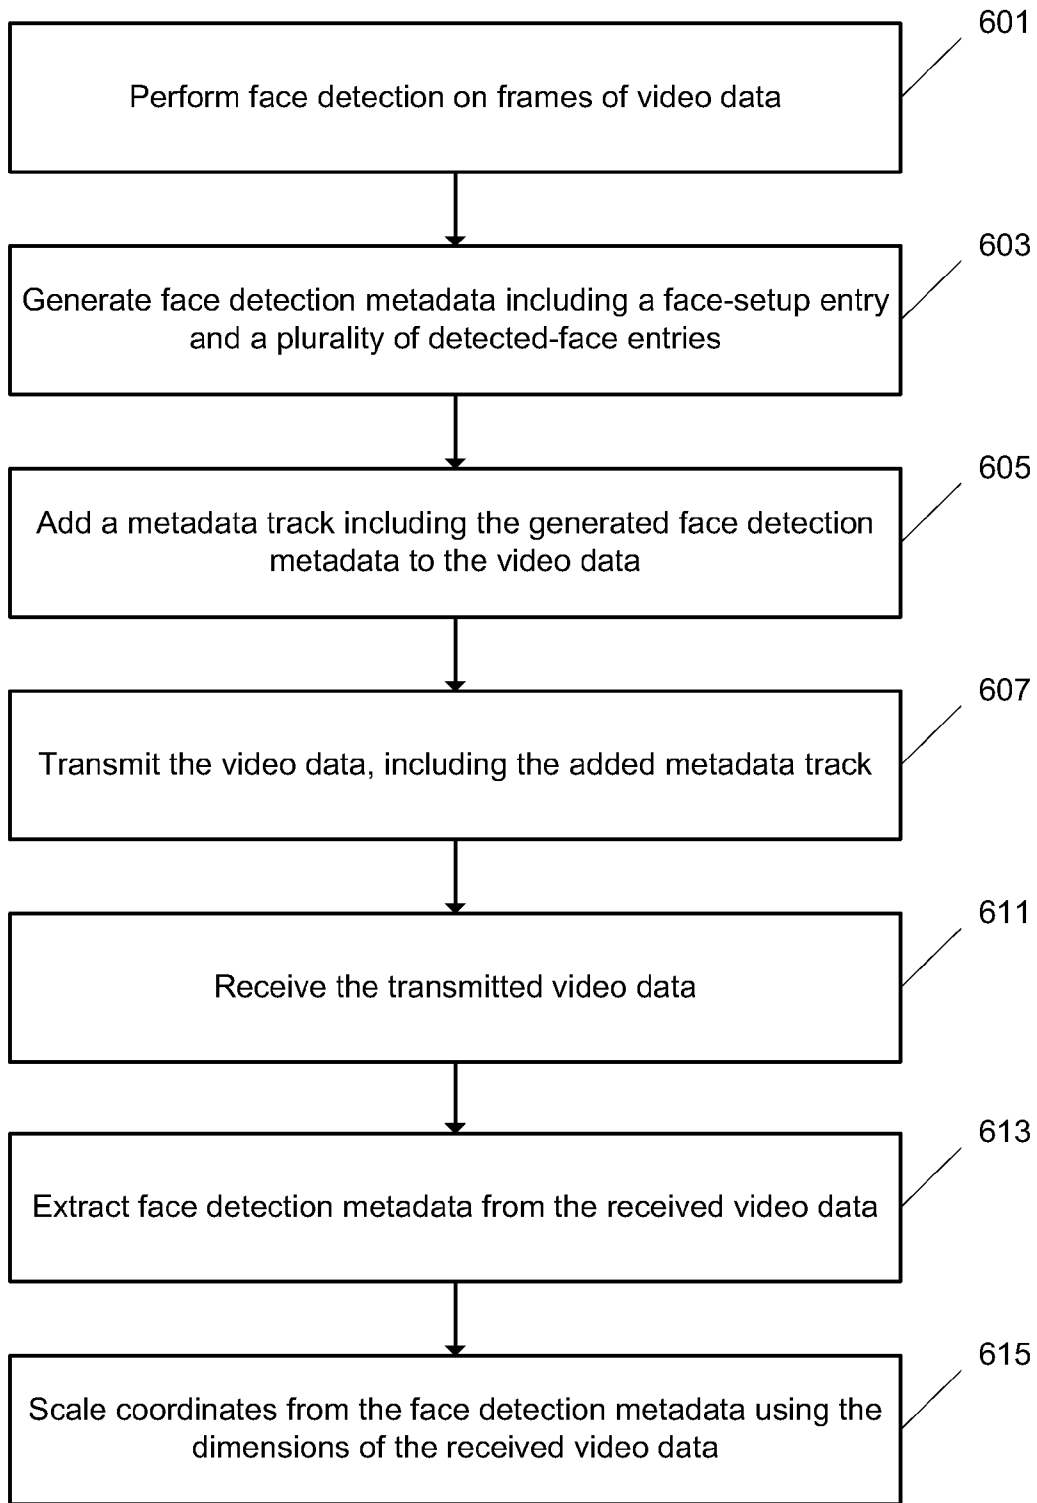 601
Perform face detection on frames of video data
603
Generate face detection metadata including a face-setup entry
and a plurality of detected-face entries
605
Add a metadata track including the generated face detection
metadata to the video data
607
Transmit the video data, including the added metadata track
611
Receive the transmitted video data
613
Extract face detection metadata from the received video data
615
Scale coordinates from the face detection metadata using the
dimensions of the received video data